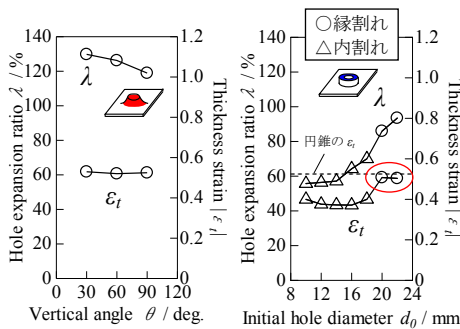 Hole expansion ratio λ / %
140
120
100
80
60
40
20
0
λ
εt
1.2
1.0
0.8
0.6
0.4
0.2
0
Thickness strain | εt |
0 30 60 90 120
Vertical angle θ / deg.
○縁割れ
△内割れ
Hole expansion ratio λ / %
140
120
100
80
60
40
20
0
λ
円錐の εt
εt
1.2
1.0
0.8
0.6
0.4
0.2
0
Thickness strain | εt |
8 12 16 20 24
Initial hole diameter d0 / mm